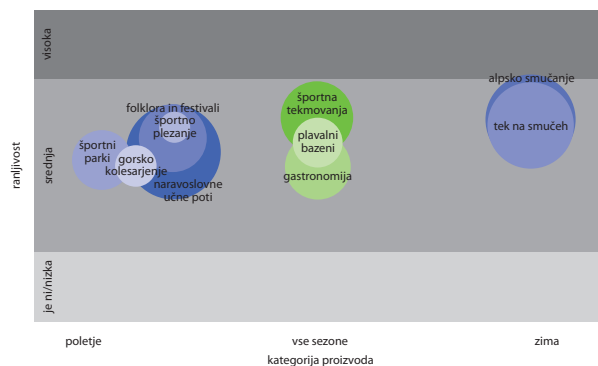 visoka
ranljivost
srednja
je ni/nizka
folklora in festivali
športno
plezanje
športni
parki
gorsko
kolesarjenje
naravoslovne
učne poti
športna
tekmovanja
plavalni
bazeni
gastronomija
alpsko smučanje
tek na smučeh
poletje
vse sezone
zima
kategorija proizvoda